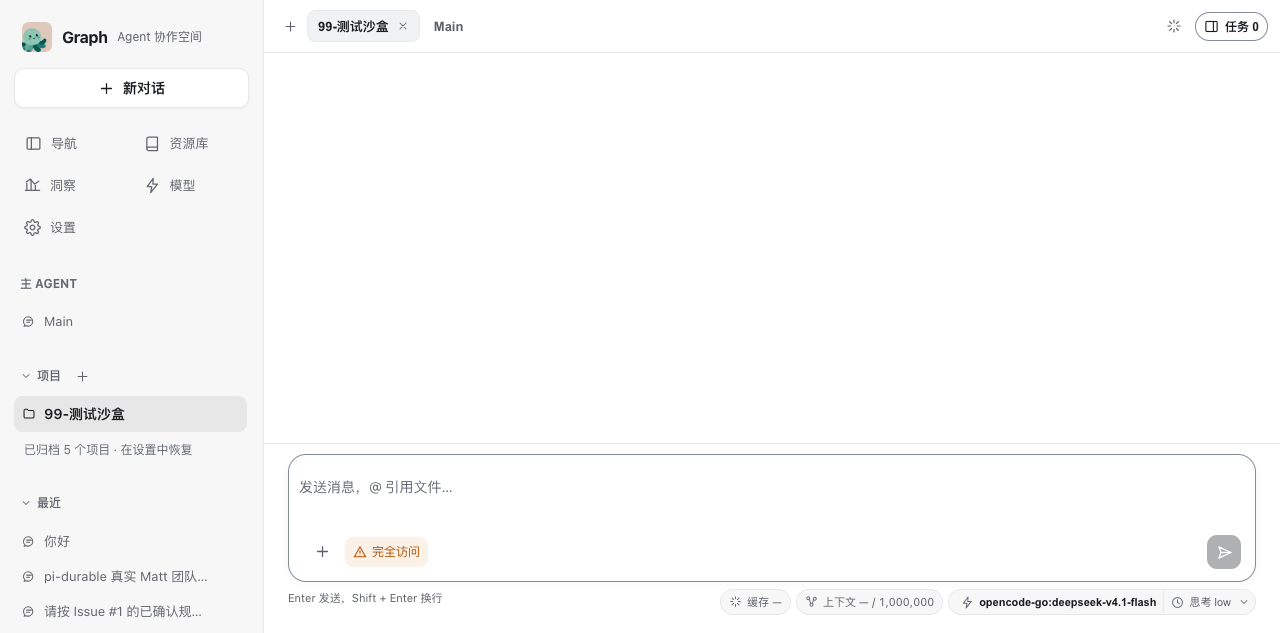 Graph Agent 协作空间
新对话
导航 资源库
洞察 模型
设置
主 AGENT
Main
项目
99-测试沙盒
已归档 5 个项目 · 在设置中恢复
最近
你好
pi-durable 真实 Matt 团队...
请按 Issue #1 的已确认规...
99-测试沙盒 Main
任务 0
发送消息，@ 引用文件...
完全访问
Enter 发送，Shift + Enter 换行
缓存 — 上下文 — / 1,000,000 opencode-go:deepseek-v4.1-flash 思考 low